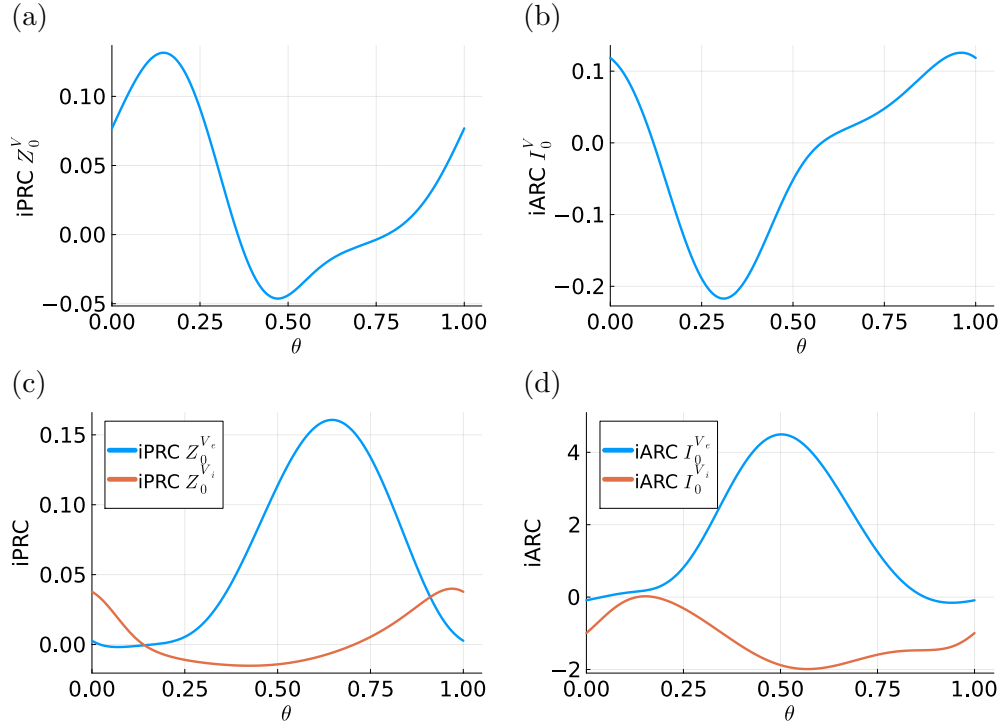 (a)
0.10
0.05
0.00
−0.05
0.00
0.25
0.50
0.75
1.00
iPRC $Z_0^V$
θ
(b)
0.1
0.0
−0.1
−0.2
0.00
0.25
0.50
0.75
1.00
iARC $I_0^V$
θ
(c)
iPRC $Z_0^{V_e}$
iPRC $Z_0^{V_i}$
0.15
0.10
0.05
0.00
0.00
0.25
0.50
0.75
1.00
iPRC
θ
(d)
iARC $I_0^{V_e}$
iARC $I_0^{V_i}$
4
2
0
−2
0.00
0.25
0.50
0.75
1.00
iARC
θ